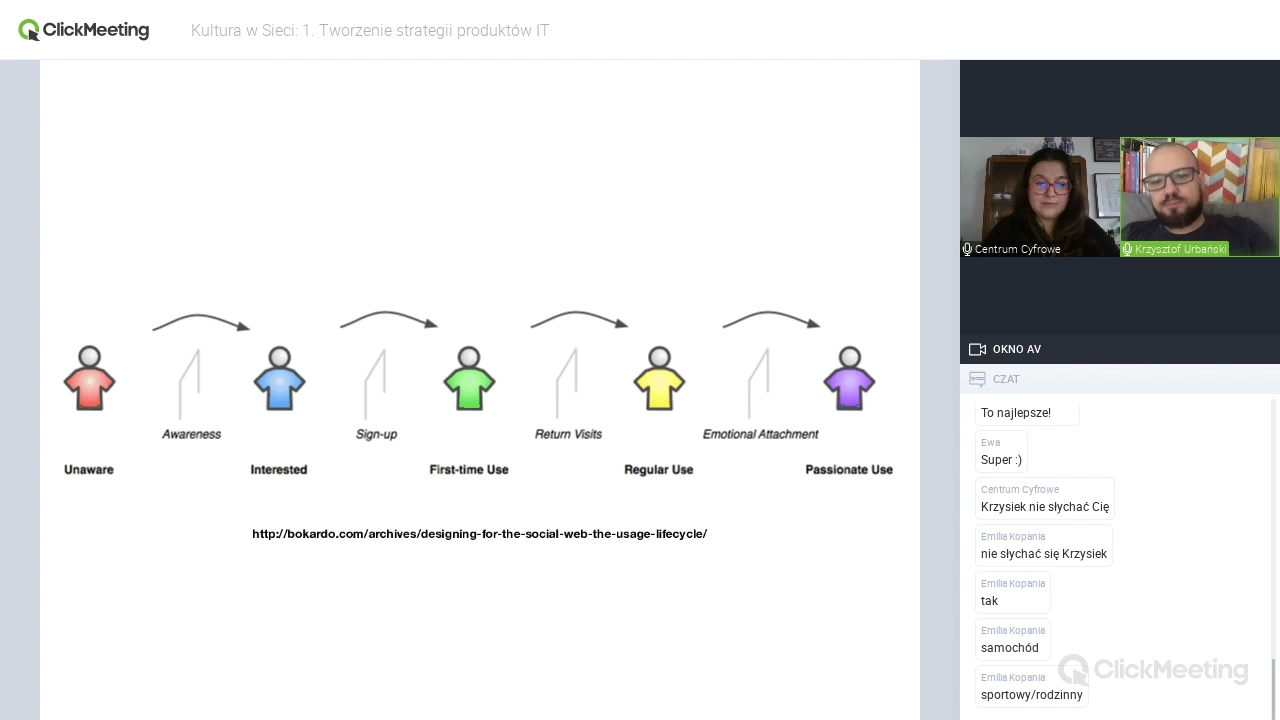 ClickMeeting
Kultura w Sieci: 1. Tworzenie strategii produktów IT
Awareness
Sign-up
Return Visits
Emotional Attachment
Unaware
Interested
First-time Use
Regular Use
Passionate Use
http://bokardo.com/archives/designing-for-the-social-web-the-usage-lifecycle/
Centrum Cyfrowe
Krzysztof Urbański
OKNO AV
CZAT
To najlepsze!
Ewa
Super :)
Centrum Cyfrowe
Krzysiek nie słychać Cię
Emilia Kopania
nie słychać się Krzysiek
Emilia Kopania
tak
Emilia Kopania
samochód
Emilia Kopania
sportowy/rodzinny
ClickMeeting